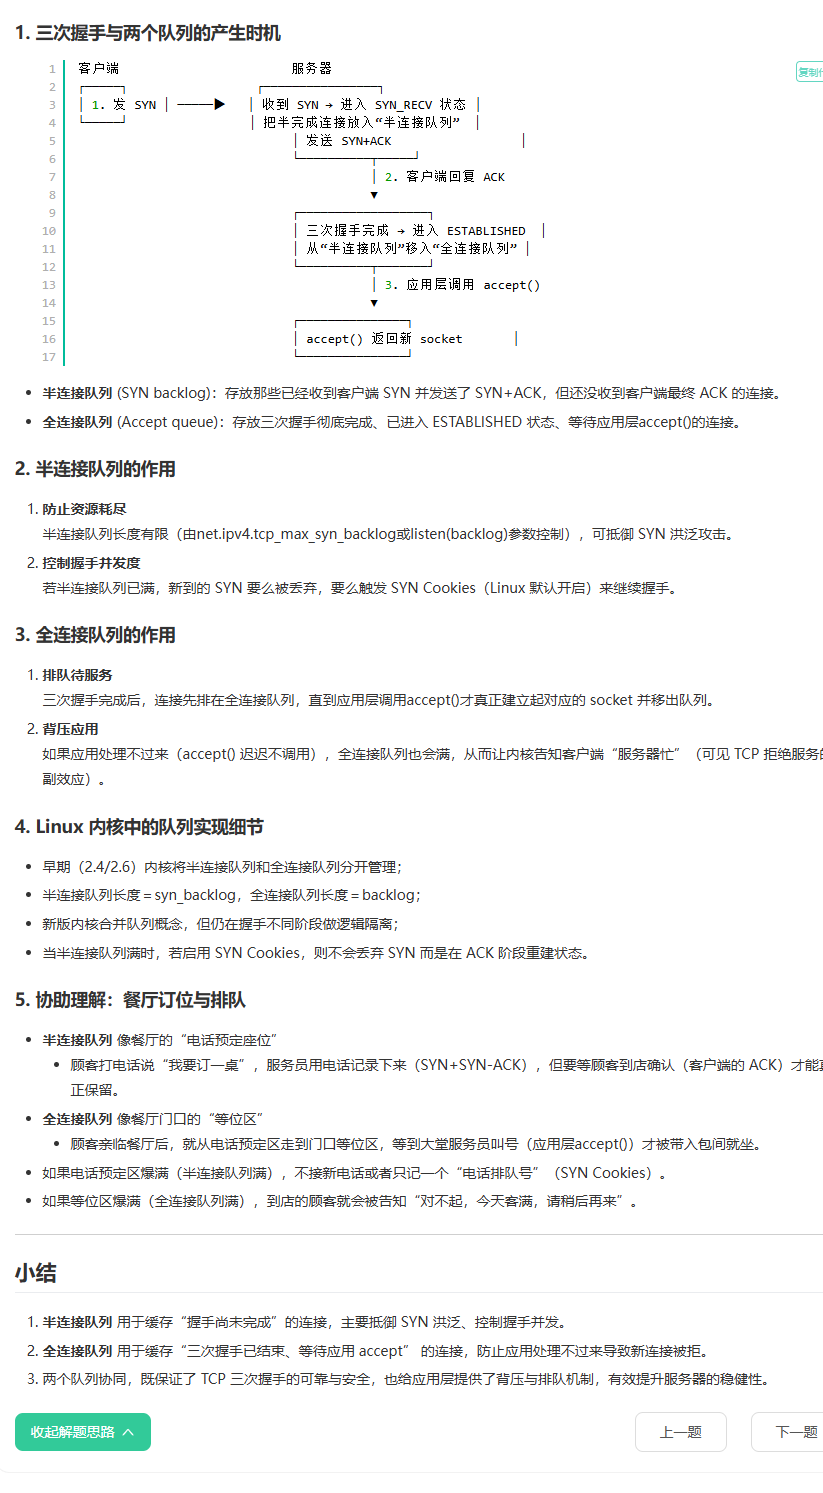 1. 三次握手与两个队列的产生时机
复制
1 客户端 服务器
2
3 1. 发 SYN 收到 SYN → 进入 SYN_RECV 状态
4 把半完成连接放入“半连接队列”
5 发送 SYN+ACK
6
7 2. 客户端回复 ACK
8
9
10 三次握手完成 → 进入 ESTABLISHED
11 从“半连接队列”移入“全连接队列”
12
13 3. 应用层调用 accept()
14
15
16 accept() 返回新 socket
17
• 半连接队列 (SYN backlog)：存放那些已经收到客户端 SYN 并发送了 SYN+ACK，但还没收到客户端最终 ACK 的连接。
• 全连接队列 (Accept queue)：存放三次握手彻底完成、已进入 ESTABLISHED 状态、等待应用层accept()的连接。
2. 半连接队列的作用
1. 防止资源耗尽
半连接队列长度有限（由net.ipv4.tcp_max_syn_backlog或listen(backlog)参数控制），可抵御 SYN 洪泛攻击。
2. 控制握手并发度
若半连接队列已满，新到的 SYN 要么被丢弃，要么触发 SYN Cookies（Linux 默认开启）来继续握手。
3. 全连接队列的作用
1. 排队待服务
三次握手完成后，连接先排在全连接队列，直到应用层调用accept()才真正建立起对应的 socket 并移出队列。
2. 背压应用
如果应用处理不过来（accept() 迟迟不调用），全连接队列也会满，从而让内核告知客户端“服务器忙”（可见 TCP 拒绝服务的
副效应）。
4. Linux 内核中的队列实现细节
• 早期（2.4/2.6）内核将半连接队列和全连接队列分开管理；
• 半连接队列长度＝syn_backlog，全连接队列长度＝backlog；
• 新版内核合并队列概念，但仍在握手不同阶段做逻辑隔离；
• 当半连接队列满时，若启用 SYN Cookies，则不会丢弃 SYN 而是在 ACK 阶段重建状态。
5. 协助理解：餐厅订位与排队
• 半连接队列 像餐厅的“电话预定座位”
• 顾客打电话说“我要订一桌”，服务员用电话记录下来（SYN+SYN-ACK），但要等顾客到店确认（客户端的 ACK）才能真
正保留。
• 全连接队列 像餐厅门口的“等位区”
• 顾客亲临餐厅后，就从电话预定区走到门口等位区，等到大堂服务员叫号（应用层accept()）才被带入包间就坐。
• 如果电话预定区爆满（半连接队列满），不接新电话或者只记一个“电话排队号”（SYN Cookies）。
• 如果等位区爆满（全连接队列满），到店的顾客就会被告知“对不起，今天客满，请稍后再来”。
小结
1. 半连接队列 用于缓存“握手尚未完成”的连接，主要抵御 SYN 洪泛、控制握手并发。
2. 全连接队列 用于缓存“三次握手已结束、等待应用 accept” 的连接，防止应用处理不过来导致新连接被拒。
3. 两个队列协同，既保证了 TCP 三次握手的可靠与安全，也给应用层提供了背压与排队机制，有效提升服务器的稳健性。
收起解题思路 上一题 下一题